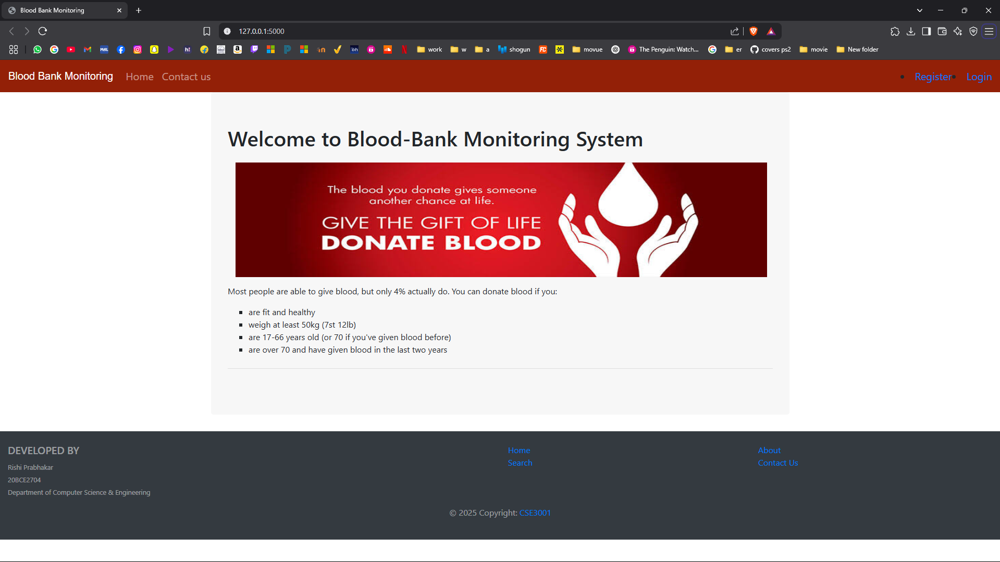 Blood Bank Monitoring
127.0.0.1:5000
MAL
h!
work
w
a
shogun
FC
movue
The Penguin: Watch...
er
covers ps2
movie
New folder
Blood Bank Monitoring Home Contact us
Register Login
Welcome to Blood-Bank Monitoring System
The blood you donate gives someone
another chance at life.
GIVE THE GIFT OF LIFE
DONATE BLOOD
Most people are able to give blood, but only 4% actually do. You can donate blood if you:
are fit and healthy
weigh at least 50kg (7st 12lb)
are 17-66 years old (or 70 if you've given blood before)
are over 70 and have given blood in the last two years
DEVELOPED BY
Rishi Prabhakar
20BCE2704
Department of Computer Science & Engineering
Home
Search
About
Contact Us
© 2025 Copyright: CSE3001